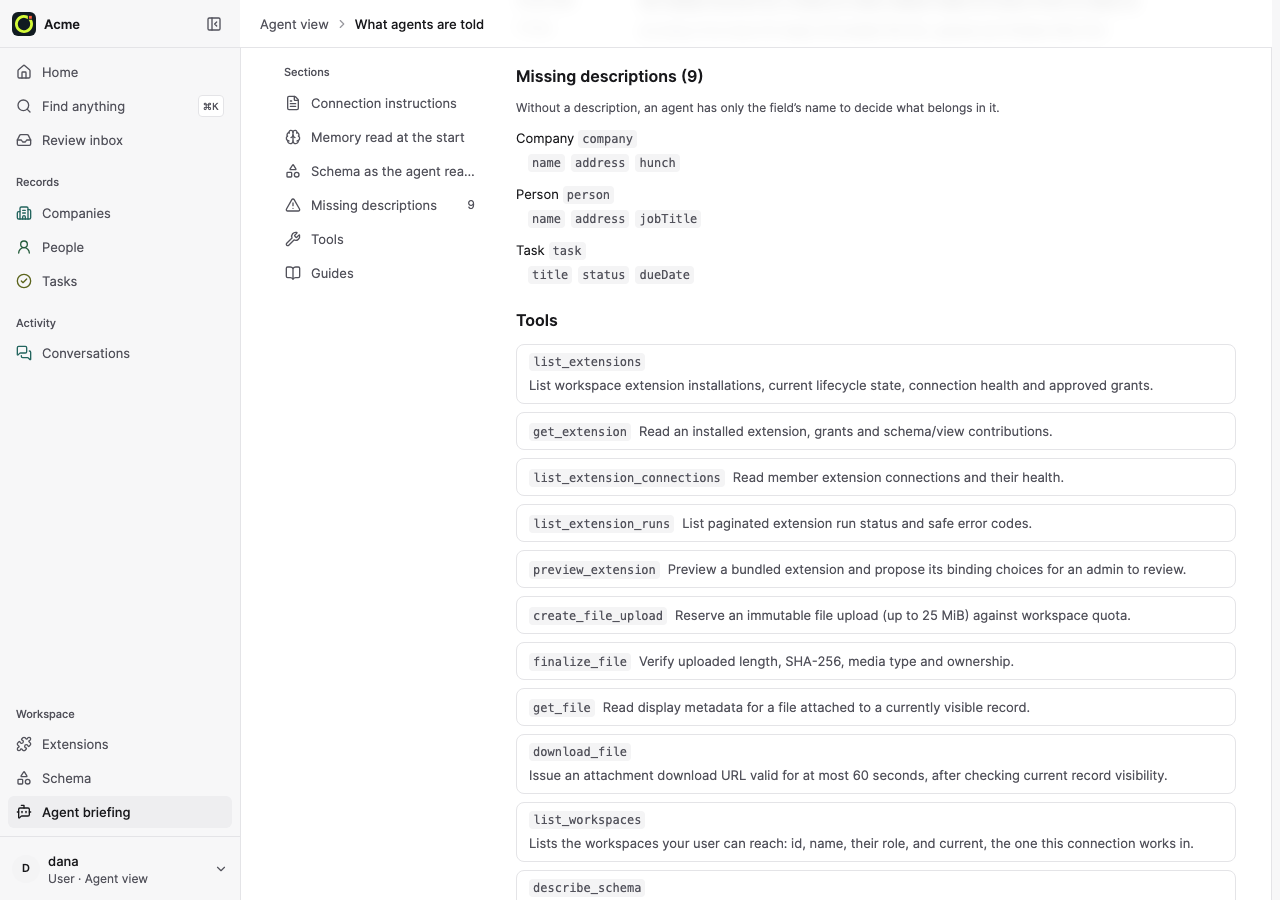 Acme
Home
Find anything
⌘K
Review inbox
Records
Companies
People
Tasks
Activity
Conversations
Workspace
Extensions
Schema
Agent briefing
D
dana
User · Agent view
Agent view > What agents are told
Sections
Connection instructions
Memory read at the start
Schema as the agent rea...
Missing descriptions 9
Tools
Guides
Missing descriptions (9)
Without a description, an agent has only the field’s name to decide what belongs in it.
Company company
name address hunch
Person person
name address jobTitle
Task task
title status dueDate
Tools
list_extensions
List workspace extension installations, current lifecycle state, connection health and approved grants.
get_extension Read an installed extension, grants and schema/view contributions.
list_extension_connections Read member extension connections and their health.
list_extension_runs List paginated extension run status and safe error codes.
preview_extension Preview a bundled extension and propose its binding choices for an admin to review.
create_file_upload Reserve an immutable file upload (up to 25 MiB) against workspace quota.
finalize_file Verify uploaded length, SHA-256, media type and ownership.
get_file Read display metadata for a file attached to a currently visible record.
download_file
Issue an attachment download URL valid for at most 60 seconds, after checking current record visibility.
list_workspaces
Lists the workspaces your user can reach: id, name, their role, and current, the one this connection works in.
describe_schema